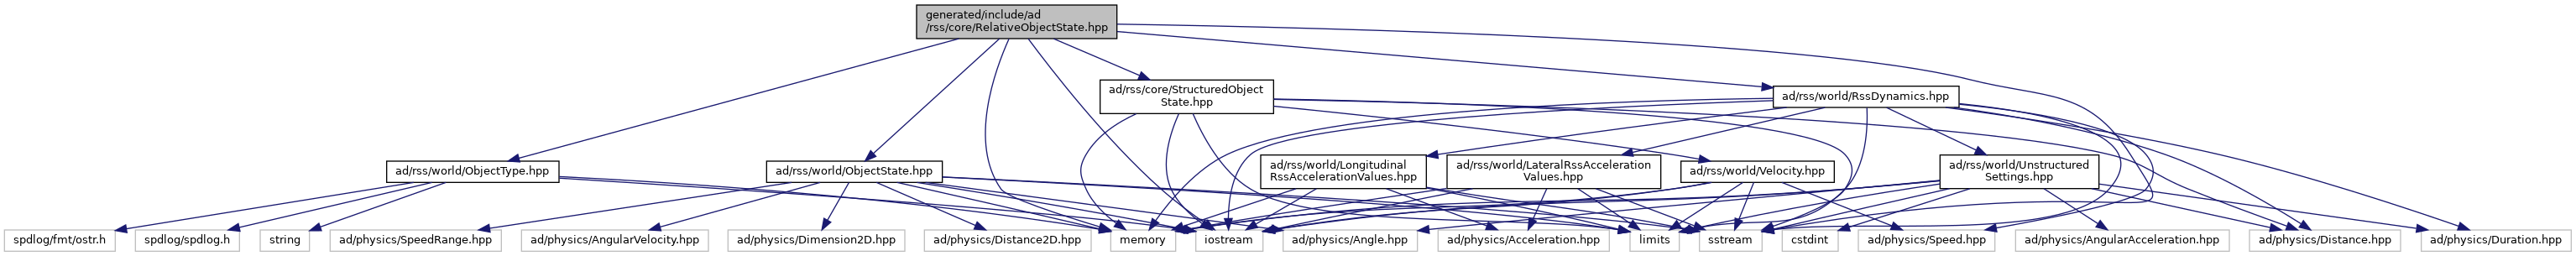 generated/include/ad
/rss/core/RelativeObjectState.hpp
ad/rss/core/StructuredObject
State.hpp
ad/rss/world/RssDynamics.hpp
ad/rss/world/ObjectType.hpp
ad/rss/world/ObjectState.hpp
ad/rss/world/Longitudinal
RssAccelerationValues.hpp
ad/rss/world/LateralRssAcceleration
Values.hpp
ad/rss/world/Velocity.hpp
ad/rss/world/Unstructured
Settings.hpp
spdlog/fmt/ostr.h
spdlog/spdlog.h
string
ad/physics/SpeedRange.hpp
ad/physics/AngularVelocity.hpp
ad/physics/Dimension2D.hpp
ad/physics/Distance2D.hpp
memory
iostream
ad/physics/Angle.hpp
ad/physics/Acceleration.hpp
limits
sstream
cstdint
ad/physics/Speed.hpp
ad/physics/AngularAcceleration.hpp
ad/physics/Distance.hpp
ad/physics/Duration.hpp